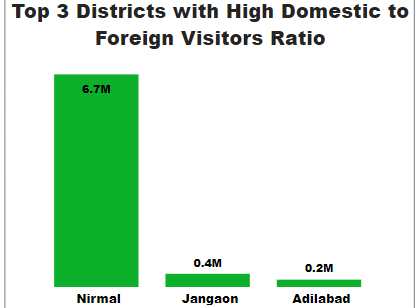 Top 3 Districts with High Domestic to
Foreign Visitors Ratio
6.7M
0.4M
0.2M
Nirmal
Jangaon
Adilabad